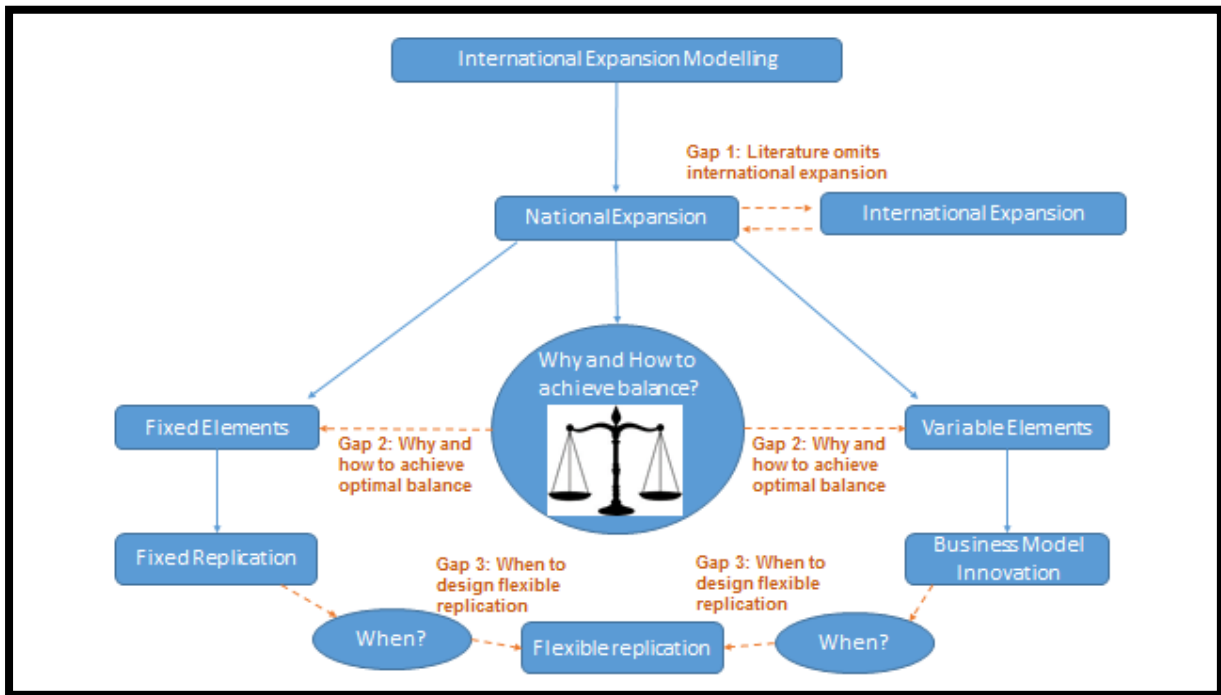 International Expansion Modelling
Gap 1: Literature omits
international expansion
National Expansion
International Expansion
Why and How to
achieve balance?
Fixed Elements
Gap 2: Why and
how to achieve
optimal balance
Gap 2: Why and
how to achieve
optimal balance
Variable Elements
Fixed Replication
Gap 3: When to
design flexible
replication
Gap 3: When to
design flexible
replication
Business Model
Innovation
When?
Flexible replication
When?